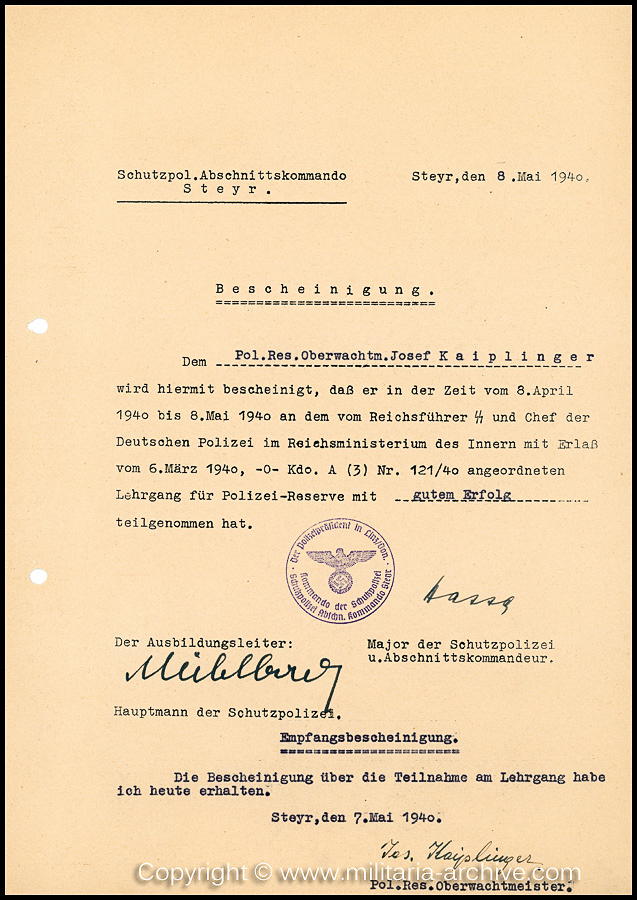 Schutzpol.Abschnittskommando
S t e y r .
Steyr,den 8.Mai 1940.
B e s c h e i n i g u n g .
Dem Pol.Res.Oberwachtm.Josef K a i p l i n g e r
wird hiermit bescheinigt, daß er in der Zeit vom 8.April
1940 bis 8.Mai 1940 an dem vom Reichsführer ᛋᛋ und Chef der
Deutschen Polizei im Reichsministerium des Innern mit Erlaß
vom 6.März 1940, -O- Kdo. A (3) Nr. 121/40 angeordneten
Lehrgang für Polizei-Reserve mit gutem Erfolg
teilgenommen hat.
Der Polizeipräsident in Linz/Don.
Kommando der Schutzpolizei
Schutzpolizei Abschn. Kommando Steyr
Der Ausbildungsleiter:
Major der Schutzpolizei
u.Abschnittskommandeur.
Hauptmann der Schutzpolizei.
Empfangsbescheinigung.
Die Bescheinigung über die Teilnahme am Lehrgang habe
ich heute erhalten.
Steyr,den 7.Mai 1940.
Jos. Kaiplinger
Copyright © www.militaria-archive.com
Pol.Res.Oberwachtmeister.